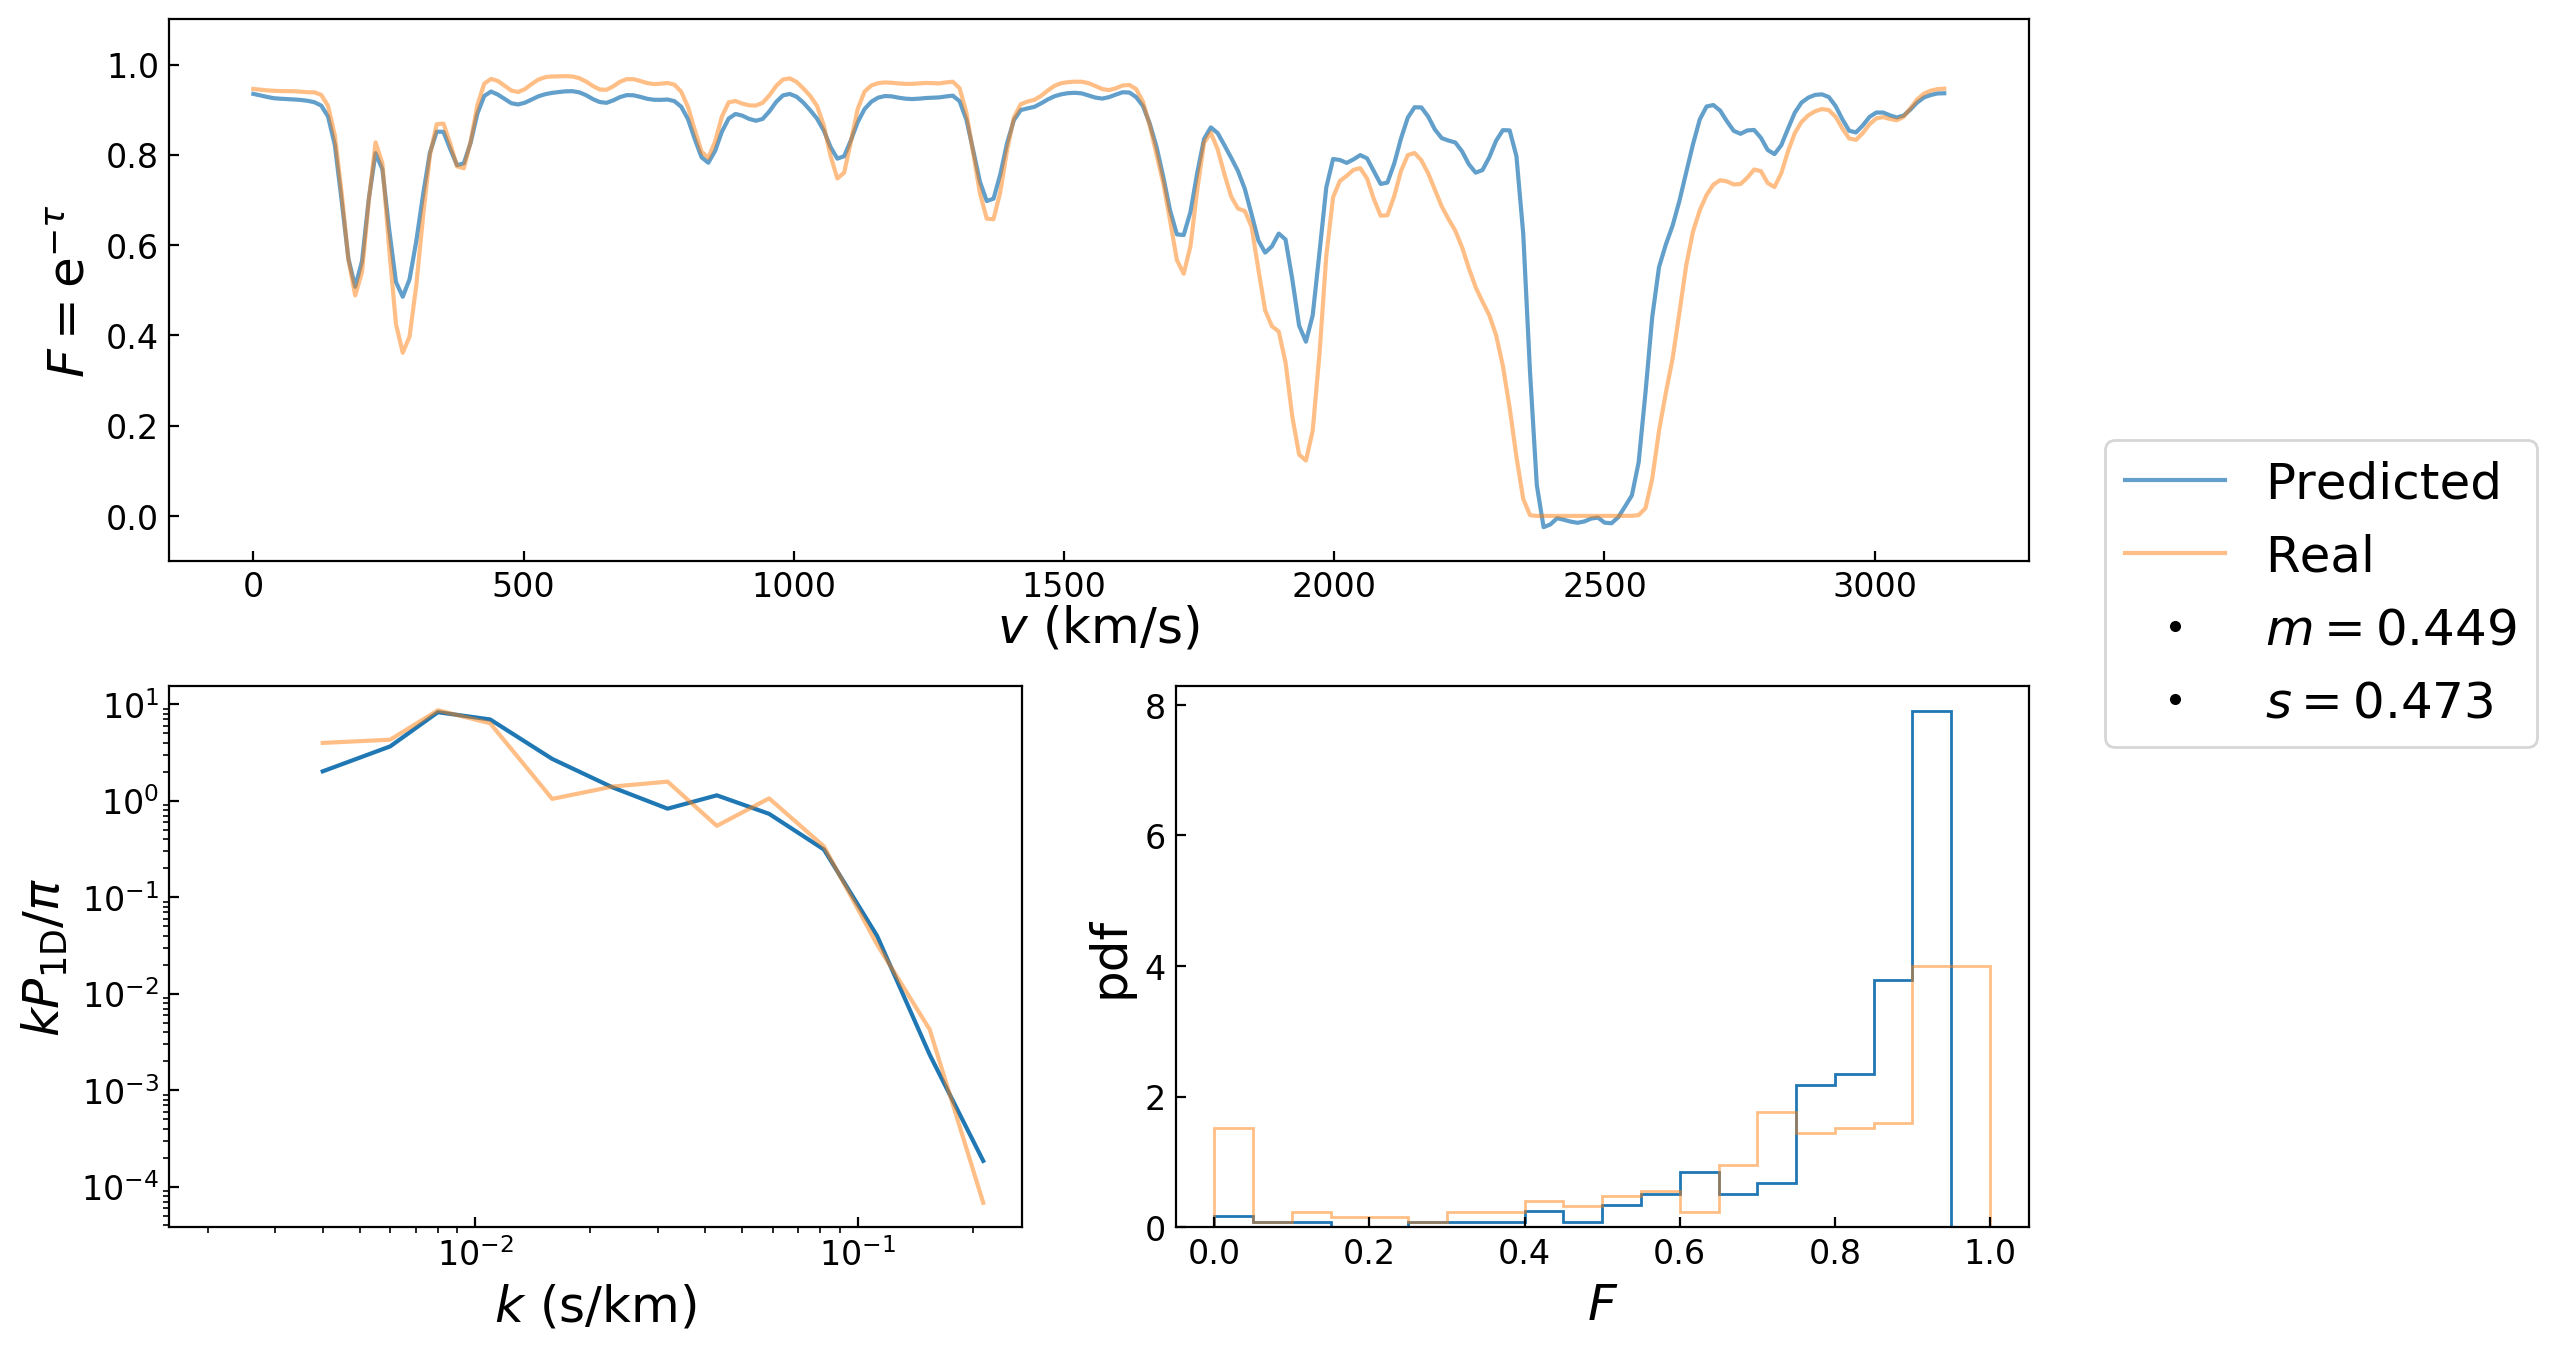 1.0
0.8
0.6
0.4
0.2
0.0
F = e^{-τ}
0 500 1000 1500 2000 2500 3000
v (km/s)
Predicted
Real
m = 0.449
s = 0.473
10^1
10^0
10^{-1}
10^{-2}
10^{-3}
10^{-4}
kP_{1D}/π
10^{-2} 10^{-1}
k (s/km)
8
6
4
2
0
pdf
0.0 0.2 0.4 0.6 0.8 1.0
F